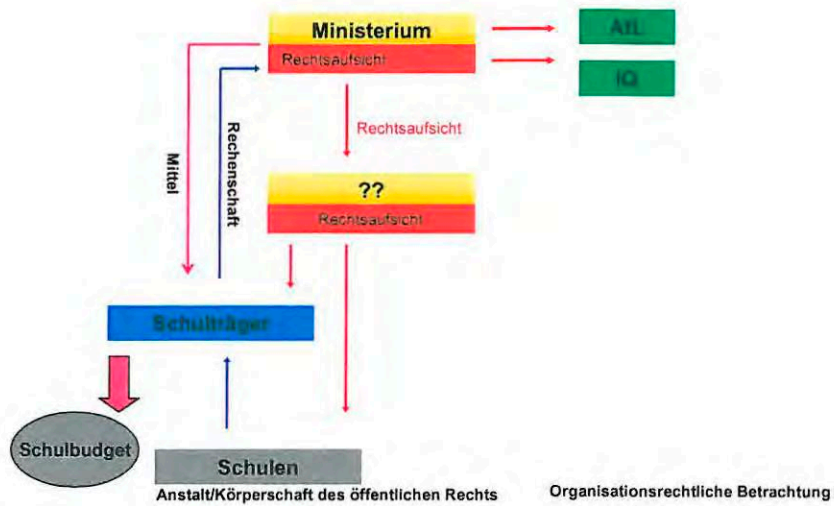 Ministerium
Rechtsaufsicht
AfL
IQ
Mittel
Rechenschaft
Rechtsaufsicht
??
Rechtsaufsicht
Schulträger
Schulbudget
Schulen
Anstalt/Körperschaft des öffentlichen Rechts
Organisationsrechtliche Betrachtung